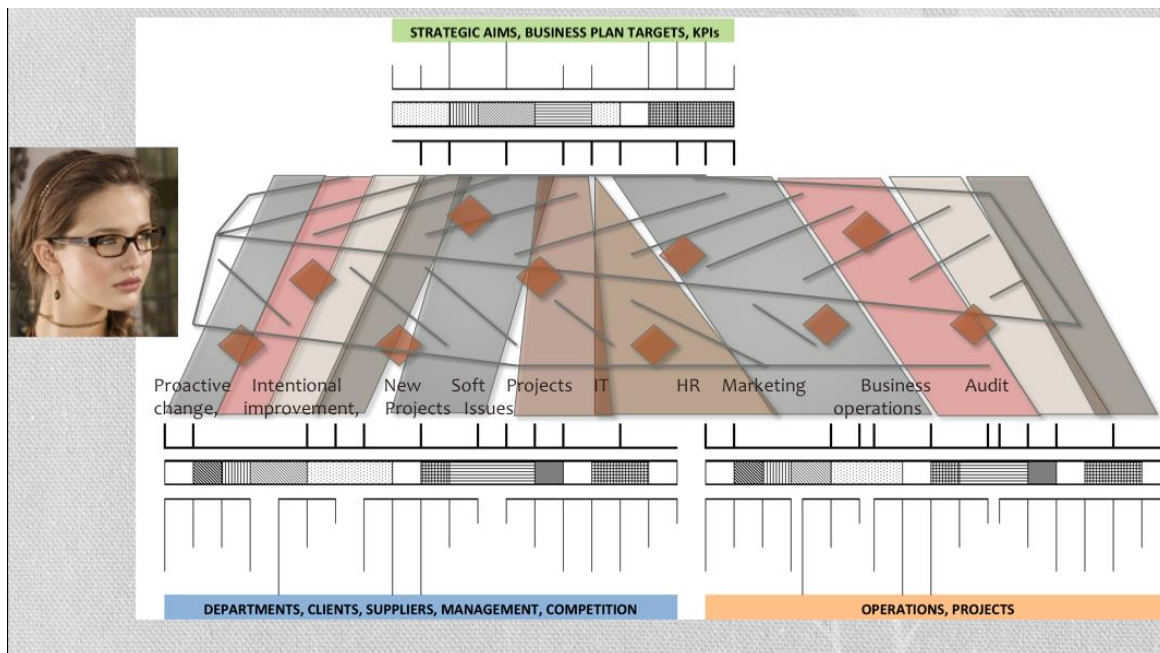 STRATEGIC AIMS, BUSINESS PLAN TARGETS, KPIs
Proactive Intentional New Soft Projects IT HR Marketing Business Audit
change, improvement, Projects Issues operations
DEPARTMENTS, CLIENTS, SUPPLIERS, MANAGEMENT, COMPETITION
OPERATIONS, PROJECTS